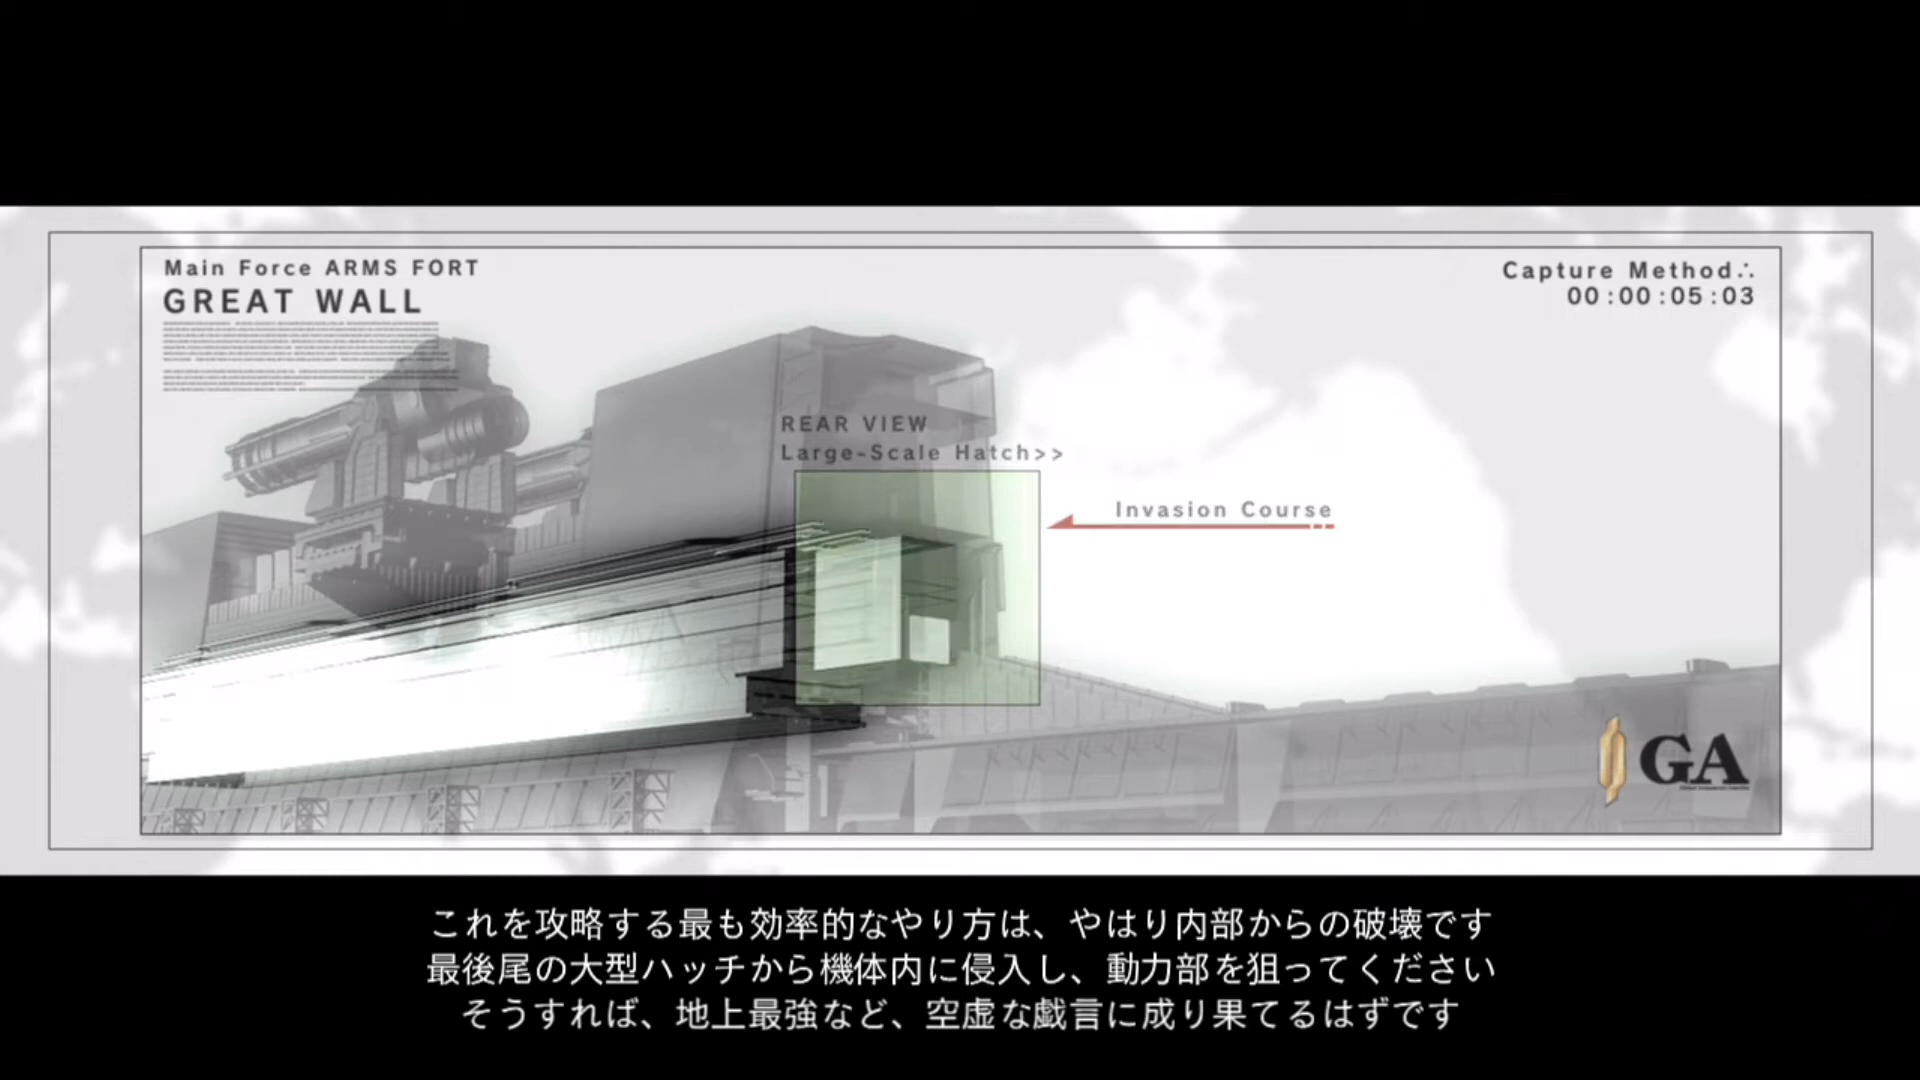 Main Force ARMS FORT
GREAT WALL
Capture Method∴
00:00:05:03
REAR VIEW
Large-Scale Hatch>>
Invasion Course
GA
これを攻略する最も効率的なやり方は、やはり内部からの破壊です
最後尾の大型ハッチから機体内に侵入し、動力部を狙ってください
そうすれば、地上最強など、空虚な戯言に成り果てるはずです